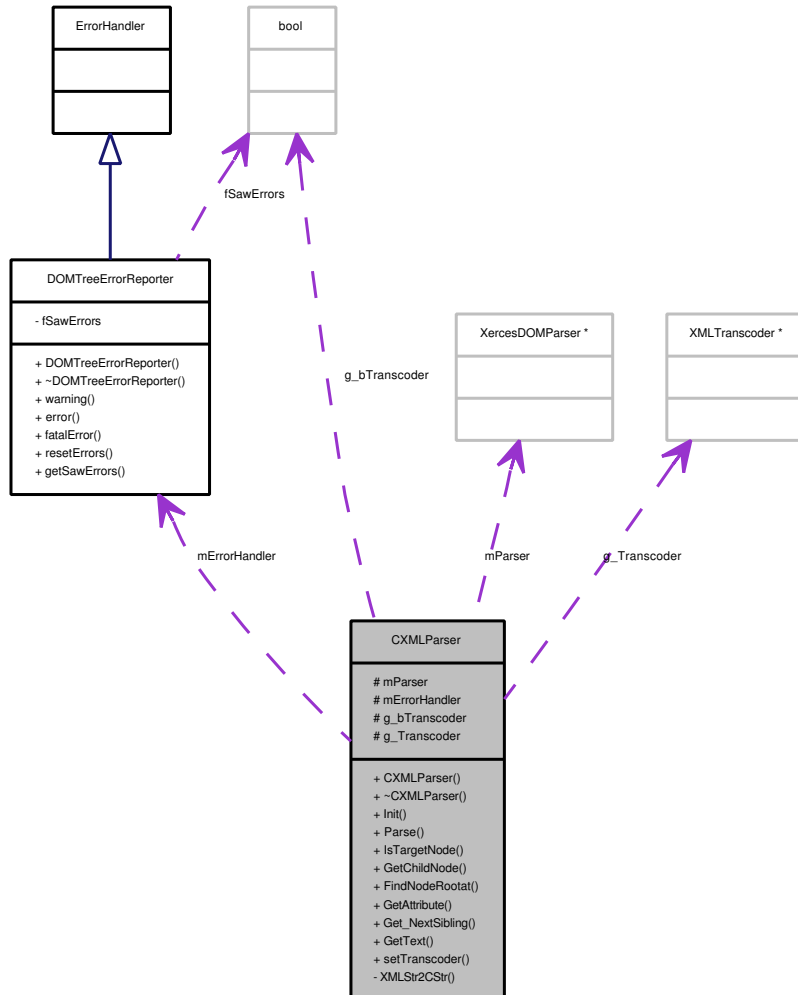 ErrorHandler
bool
fSawErrors
DOMTreeErrorReporter
- fSawErrors
+ DOMTreeErrorReporter()
+ ~DOMTreeErrorReporter()
+ warning()
+ error()
+ fatalError()
+ resetErrors()
+ getSawErrors()
XercesDOMParser *
XMLTranscoder *
g_bTranscoder
mErrorHandler
mParser
g_Transcoder
CXMLParser
# mParser
# mErrorHandler
# g_bTranscoder
# g_Transcoder
+ CXMLParser()
+ ~CXMLParser()
+ Init()
+ Parse()
+ IsTargetNode()
+ GetChildNode()
+ FindNodeRootat()
+ GetAttribute()
+ Get_NextSibling()
+ GetText()
+ setTranscoder()
- XMLStr2CStr()